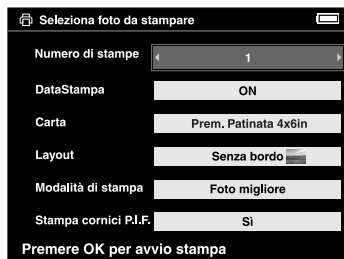 Seleziona foto da stampare
Numero di stampe 1
DataStampa ON
Carta Prem. Patinata 4x6in
Layout Senza bordo
Modalità di stampa Foto migliore
Stampa cornici P.I.F. Sì
Premere OK per avvio stampa